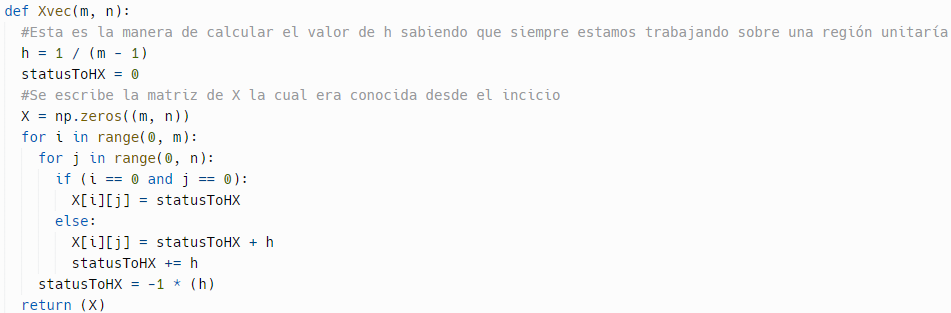 def Xvec(m, n):
  #Esta es la manera de calcular el valor de h sabiendo que siempre estamos trabajando sobre una región unitaría
  h = 1 / (m - 1)
  statusToHX = 0
  #Se escribe la matriz de X la cual era conocida desde el incicio
  X = np.zeros((m, n))
  for i in range(0, m):
    for j in range(0, n):
      if (i == 0 and j == 0):
        X[i][j] = statusToHX
      else:
        X[i][j] = statusToHX + h
        statusToHX += h
    statusToHX = -1 * (h)
  return (X)